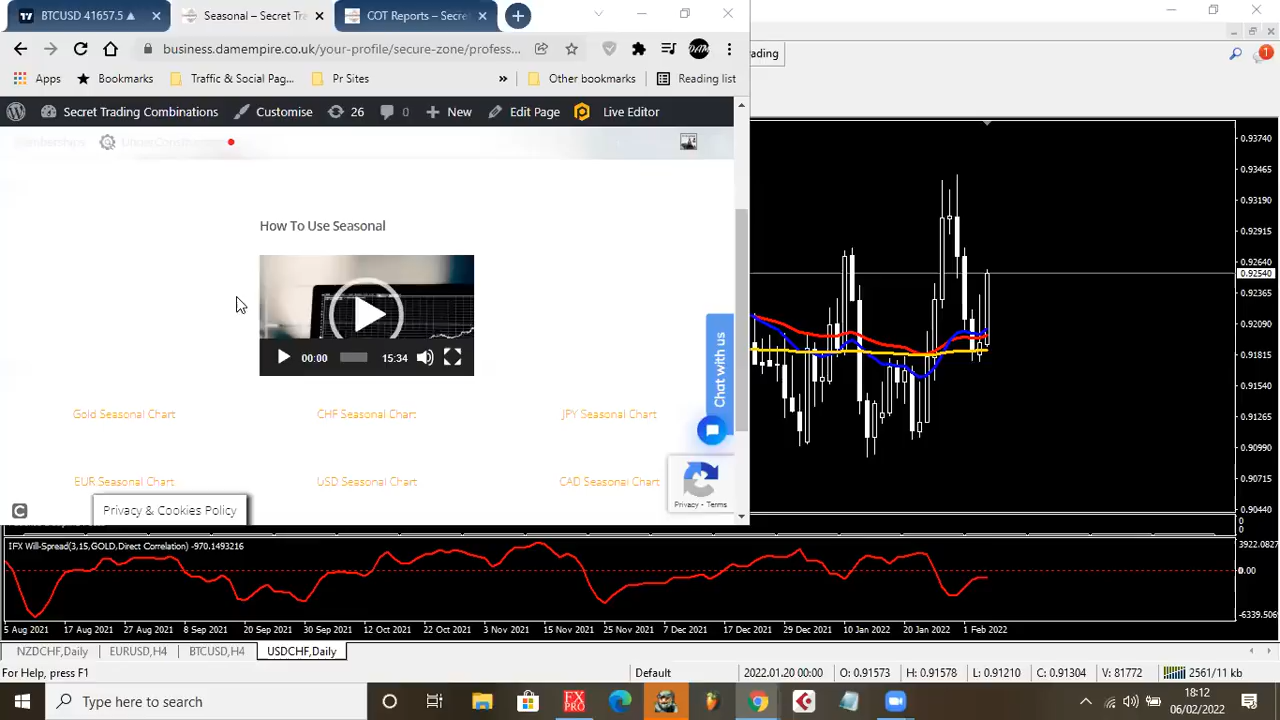 BTCUSD 41657.5 ▲
Seasonal – Secret Tra
COT Reports – Secre
business.damempire.co.uk/your-profile/secure-zone/profess...
Apps
Bookmarks
Traffic & Social Pag...
Pr Sites
»
Other bookmarks
Reading list
Secret Trading Combinations
Customise
26
0
New
Edit Page
Live Editor
ading
1
How To Use Seasonal
00:00
15:34
Chat with us
Gold Seasonal Chart
CHF Seasonal Chart
JPY Seasonal Chart
EUR Seasonal Chart
USD Seasonal Chart
CAD Seasonal Chart
Privacy & Cookies Policy
Privacy - Terms
0.93740
0.93465
0.93190
0.92915
0.92640
0.92540
0.92365
0.92090
0.91815
0.91540
0.91265
0.90990
0.90715
0.90440
0
0
IFX Will-Spread(3,15,GOLD,Direct Correlation) -970.1493216
3922.0827
0.00
-6339.506
5 Aug 2021
17 Aug 2021
27 Aug 2021
8 Sep 2021
20 Sep 2021
30 Sep 2021
12 Oct 2021
22 Oct 2021
3 Nov 2021
15 Nov 2021
25 Nov 2021
7 Dec 2021
17 Dec 2021
29 Dec 2021
10 Jan 2022
20 Jan 2022
1 Feb 2022
NZDCHF,Daily
EURUSD,H4
BTCUSD,H4
USDCHF,Daily
For Help, press F1
Default
2022.01.20 00:00
O: 0.91573
H: 0.91578
L: 0.91210
C: 0.91304
V: 81772
2561/11 kb
Type here to search
FX
PRO
18:12
06/02/2022